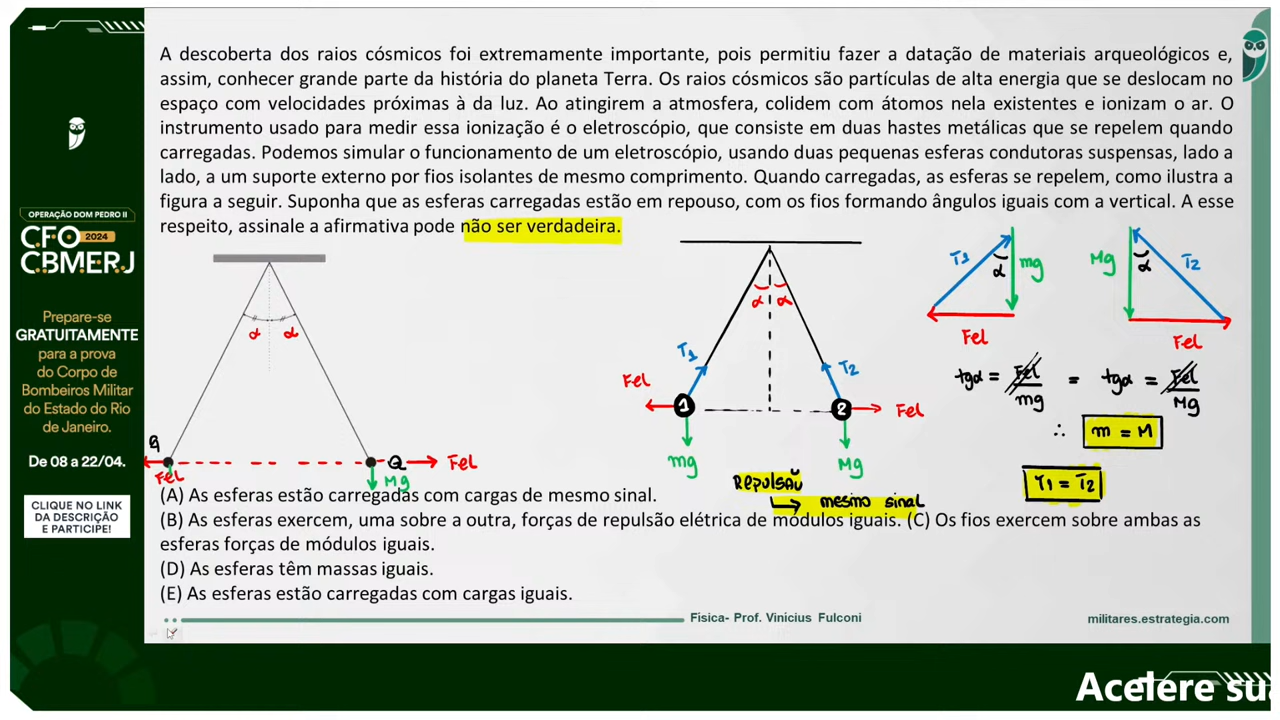 A descoberta dos raios cósmicos foi extremamente importante, pois permitiu fazer a datação de materiais arqueológicos e,
assim, conhecer grande parte da história do planeta Terra. Os raios cósmicos são partículas de alta energia que se deslocam no
espaço com velocidades próximas à da luz. Ao atingirem a atmosfera, colidem com átomos nela existentes e ionizam o ar. O
instrumento usado para medir essa ionização é o eletroscópio, que consiste em duas hastes metálicas que se repelem quando
carregadas. Podemos simular o funcionamento de um eletroscópio, usando duas pequenas esferas condutoras suspensas, lado a
lado, a um suporte externo por fios isolantes de mesmo comprimento. Quando carregadas, as esferas se repelem, como ilustra a
figura a seguir. Suponha que as esferas carregadas estão em repouso, com os fios formando ângulos iguais com a vertical. A esse
respeito, assinale a afirmativa pode não ser verdadeira.
OPERAÇÃO DOM PEDRO II
CFO 2024
CBMERJ
Prepare-se
GRATUITAMENTE
para a prova
do Corpo de
Bombeiros Militar
do Estado do Rio
de Janeiro.
De 08 a 22/04.
CLIQUE NO LINK
DA DESCRIÇÃO
E PARTICIPE!
α α
q Q Fel
Fel Mg
α α
T1 T2
Fel 1 2 Fel
mg Mg
Repulsão
mesmo sinal
T1 α mg
Fel
Mg α T2
Fel
tgα = Fel/mg = tgα = Fel/Mg
∴ m = M
T1 = T2
(A) As esferas estão carregadas com cargas de mesmo sinal.
(B) As esferas exercem, uma sobre a outra, forças de repulsão elétrica de módulos iguais. (C) Os fios exercem sobre ambas as
esferas forças de módulos iguais.
(D) As esferas têm massas iguais.
(E) As esferas estão carregadas com cargas iguais.
Física- Prof. Vinícius Fulconi
militares.estrategia.com
Acelere sua